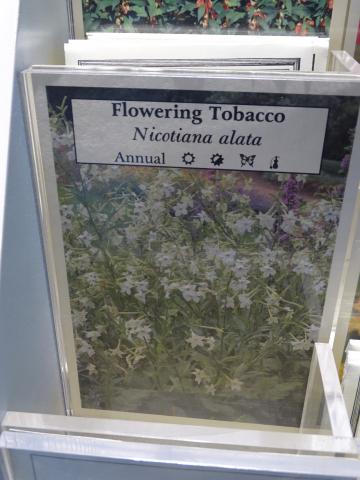 Flowering Tobacco
Nicotiana alata
Annual